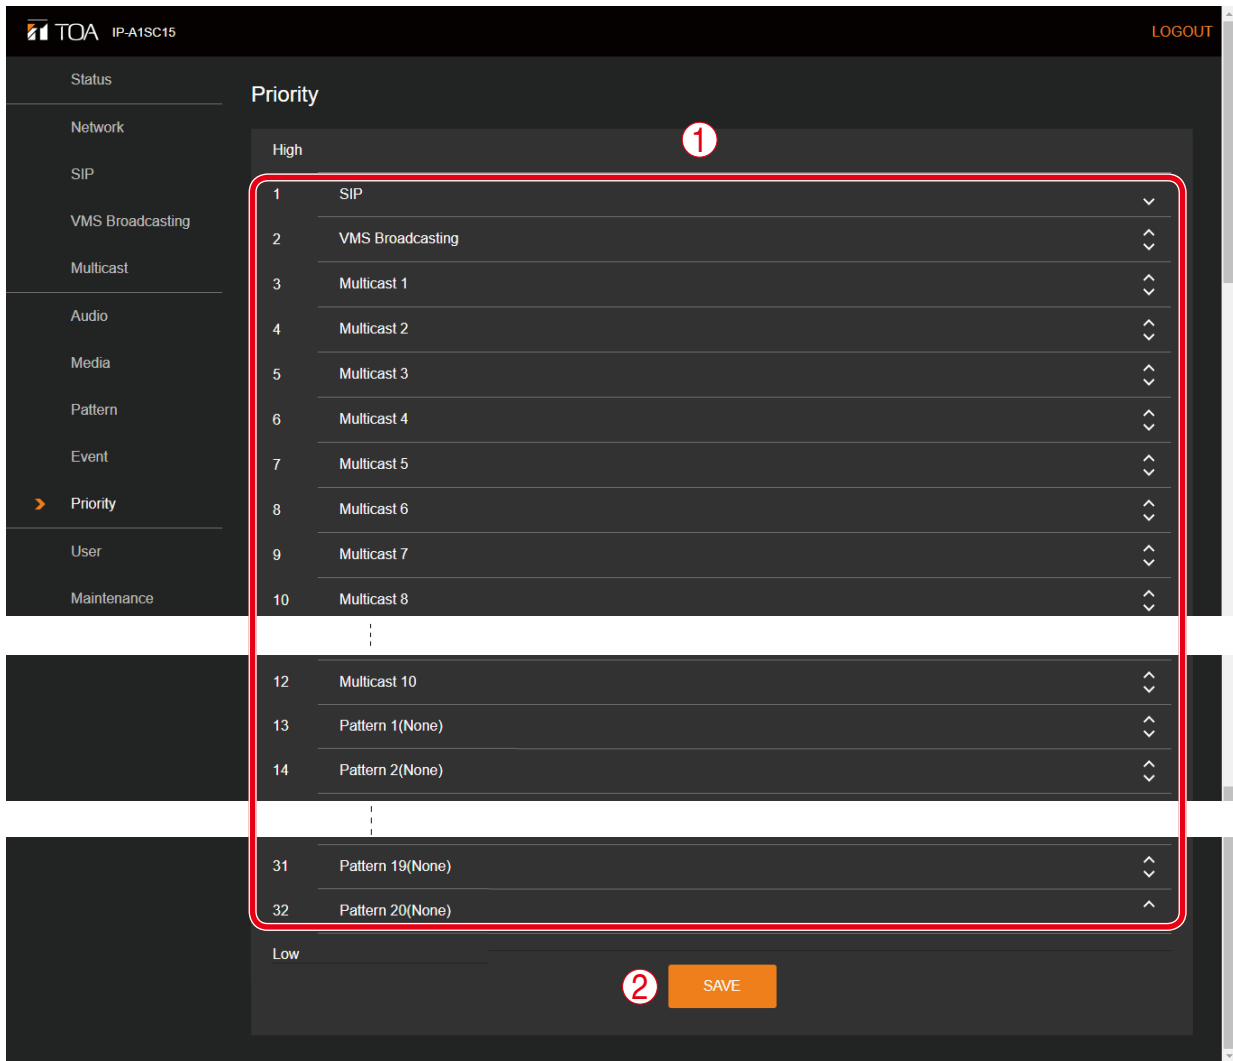 TOA IP-A1SC15 LOGOUT
Status
Network
SIP
VMS Broadcasting
Multicast
Audio
Media
Pattern
Event
Priority
User
Maintenance
Priority
1
High
1 SIP
2 VMS Broadcasting
3 Multicast 1
4 Multicast 2
5 Multicast 3
6 Multicast 4
7 Multicast 5
8 Multicast 6
9 Multicast 7
10 Multicast 8
12 Multicast 10
13 Pattern 1(None)
14 Pattern 2(None)
31 Pattern 19(None)
32 Pattern 20(None)
Low
2 SAVE